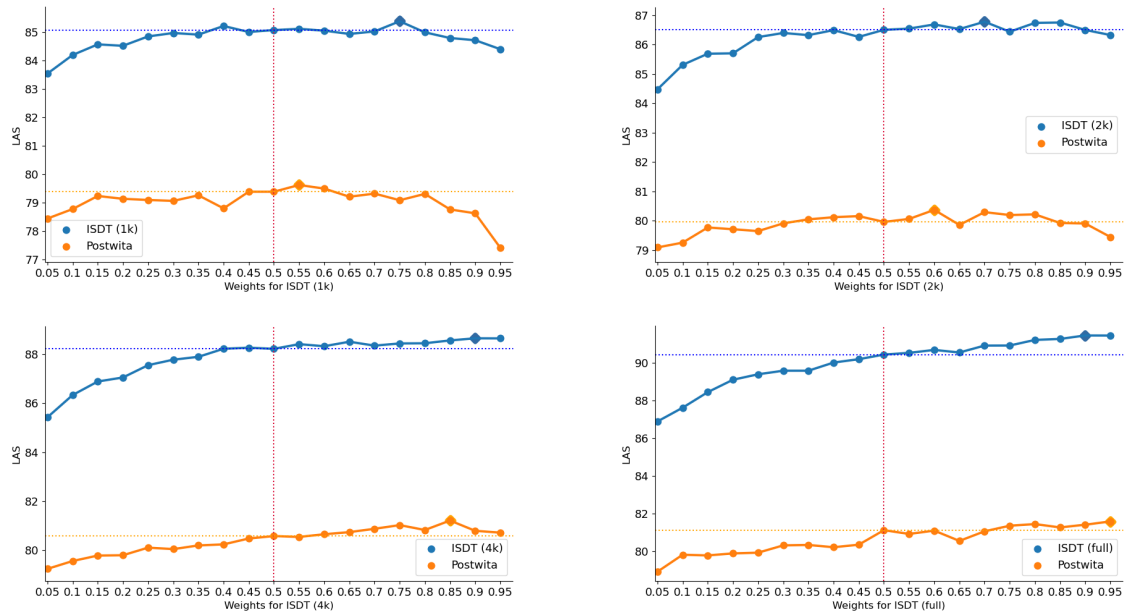 85
84
83
82
81
80
79
78
77
LAS
ISDT (1k)
Postwita
0.05 0.1 0.15 0.2 0.25 0.3 0.35 0.4 0.45 0.5 0.55 0.6 0.65 0.7 0.75 0.8 0.85 0.9 0.95
Weights for ISDT (1k)
87
86
85
84
83
82
81
80
79
LAS
ISDT (2k)
Postwita
0.05 0.1 0.15 0.2 0.25 0.3 0.35 0.4 0.45 0.5 0.55 0.6 0.65 0.7 0.75 0.8 0.85 0.9 0.95
Weights for ISDT (2k)
88
86
84
82
80
LAS
ISDT (4k)
Postwita
0.05 0.1 0.15 0.2 0.25 0.3 0.35 0.4 0.45 0.5 0.55 0.6 0.65 0.7 0.75 0.8 0.85 0.9 0.95
Weights for ISDT (4k)
92
90
88
86
84
82
80
LAS
ISDT (full)
Postwita
0.05 0.1 0.15 0.2 0.25 0.3 0.35 0.4 0.45 0.5 0.55 0.6 0.65 0.7 0.75 0.8 0.85 0.9 0.95
Weights for ISDT (full)